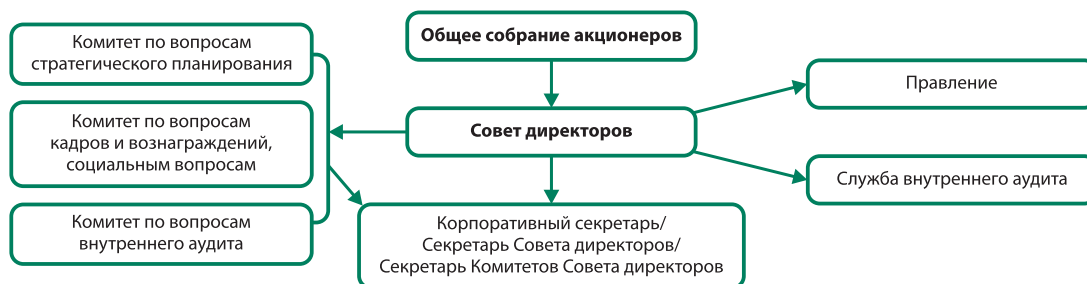 Комитет по вопросам
стратегического планирования
Комитет по вопросам
кадров и вознаграждений,
социальным вопросам
Комитет по вопросам
внутреннего аудита
Общее собрание акционеров
Совет директоров
Корпоративный секретарь/
Секретарь Совета директоров/
Секретарь Комитетов Совета директоров
Правление
Служба внутреннего аудита